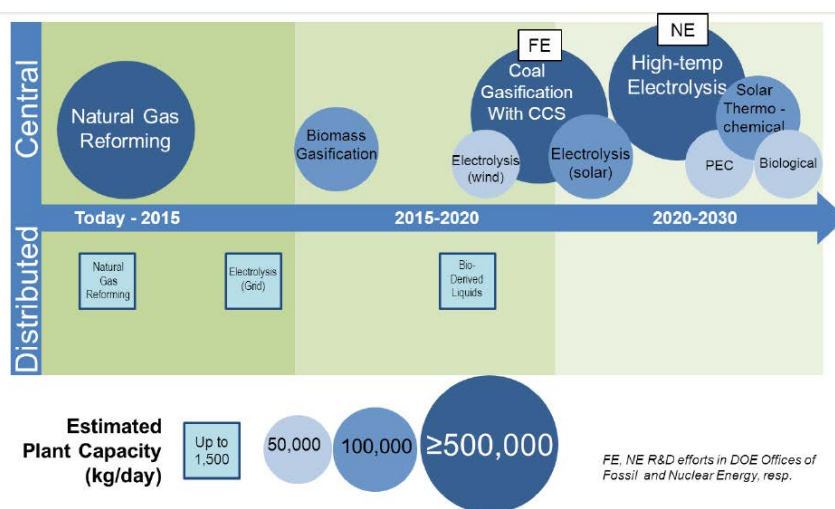 Central
Natural Gas
Reforming
Biomass
Gasification
FE
Coal
Gasification
With CCS
Electrolysis
(wind)
Electrolysis
(solar)
NE
High-temp
Electrolysis
Solar
Thermo -
chemical
PEC
Biological
Today - 2015
2015-2020
2020-2030
Distributed
Natural
Gas
Reforming
Electrolysis
(Grid)
Bio-
Derived
Liquids
Estimated
Plant Capacity
(kg/day)
Up to
1,500
50,000
100,000
≥500,000
FE, NE R&D efforts in DOE Offices of
Fossil and Nuclear Energy, resp.